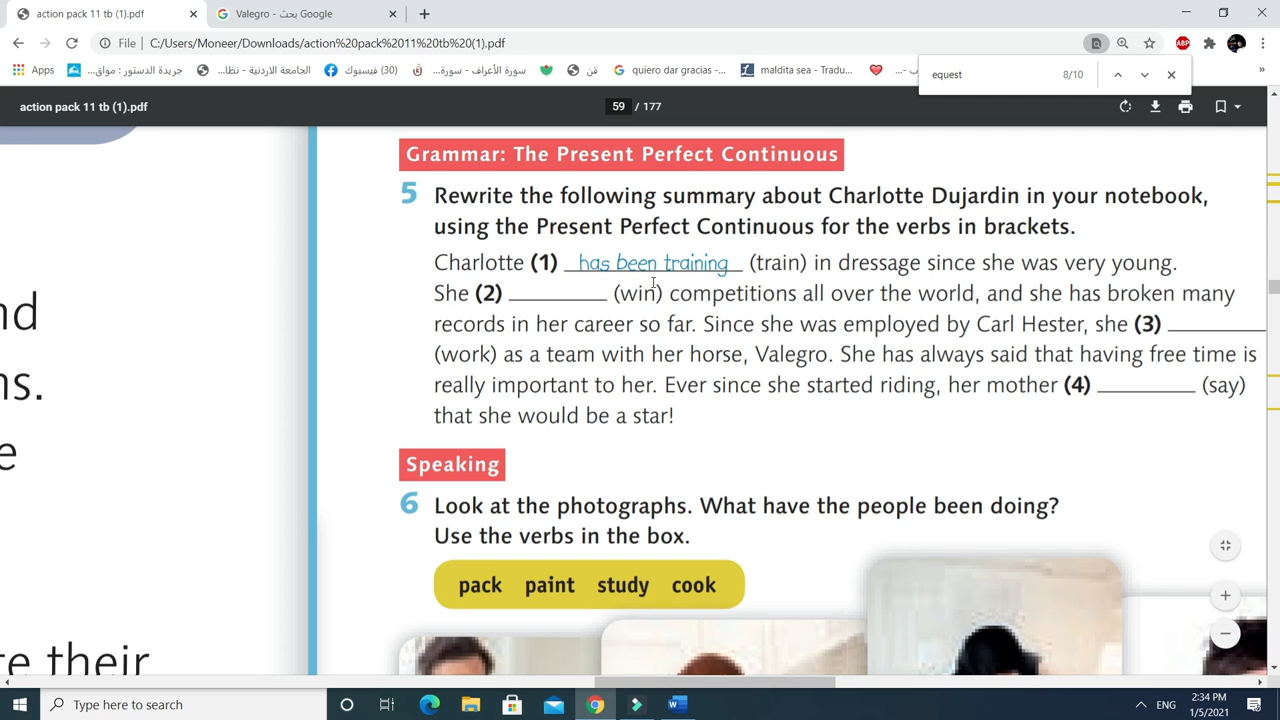 action pack 11 tb (1).pdf
Valegro - بحث Google
File
C:/Users/Moneer/Downloads/action%20pack%2011%20tb%20(1).pdf
Apps
جريدة الدستور : مواق...
الجامعة الاردنية - نظا...
فيسبوك (30)
سورة الأعراف - سورة...
قن
quiero dar gracias -...
maldita sea - Tradu...
equest
8/10
action pack 11 tb (1).pdf
59 / 177
nd
ns.
e
e their
Grammar: The Present Perfect Continuous
5 Rewrite the following summary about Charlotte Dujardin in your notebook,
using the Present Perfect Continuous for the verbs in brackets.
Charlotte (1) has been training (train) in dressage since she was very young.
She (2) __________ (win) competitions all over the world, and she has broken many
records in her career so far. Since she was employed by Carl Hester, she (3) __________
(work) as a team with her horse, Valegro. She has always said that having free time is
really important to her. Ever since she started riding, her mother (4) __________ (say)
that she would be a star!
Speaking
6 Look at the photographs. What have the people been doing?
Use the verbs in the box.
pack paint study cook
Type here to search
ENG
2:34 PM
1/5/2021